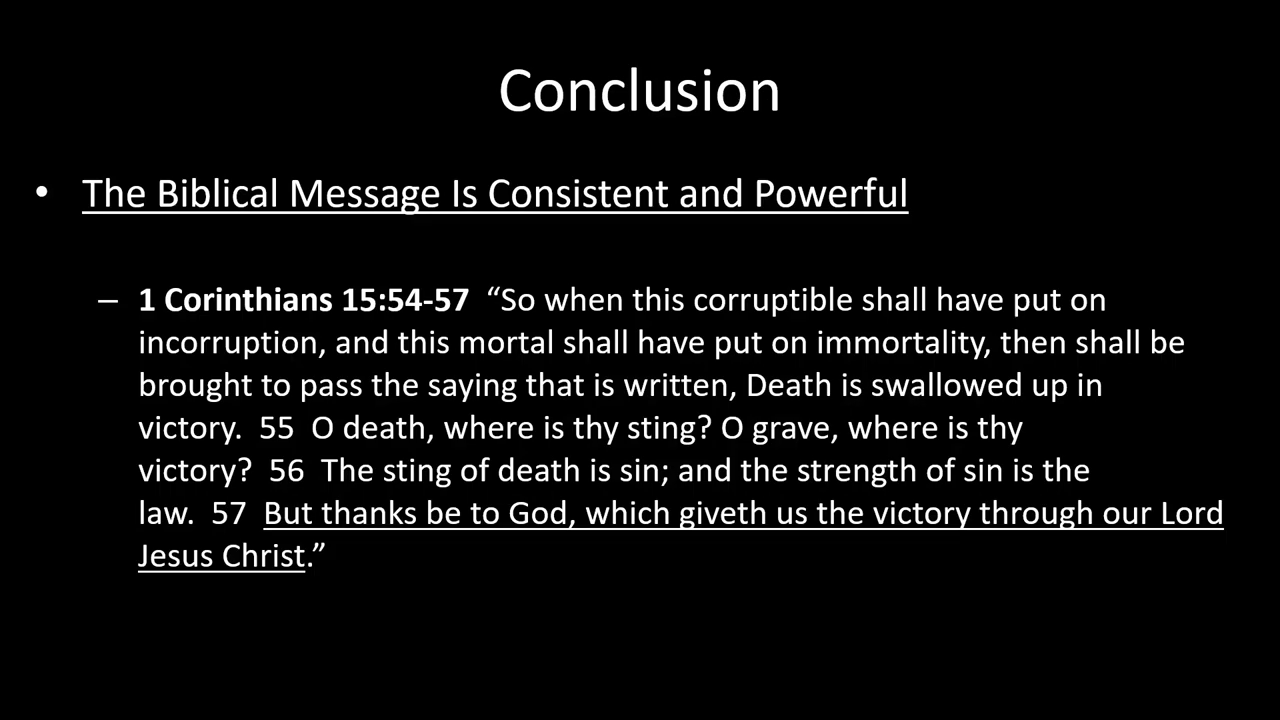 Conclusion
• The Biblical Message Is Consistent and Powerful
– 1 Corinthians 15:54-57  “So when this corruptible shall have put on
incorruption, and this mortal shall have put on immortality, then shall be
brought to pass the saying that is written, Death is swallowed up in
victory.  55  O death, where is thy sting? O grave, where is thy
victory?  56  The sting of death is sin; and the strength of sin is the
law.  57  But thanks be to God, which giveth us the victory through our Lord
Jesus Christ.”